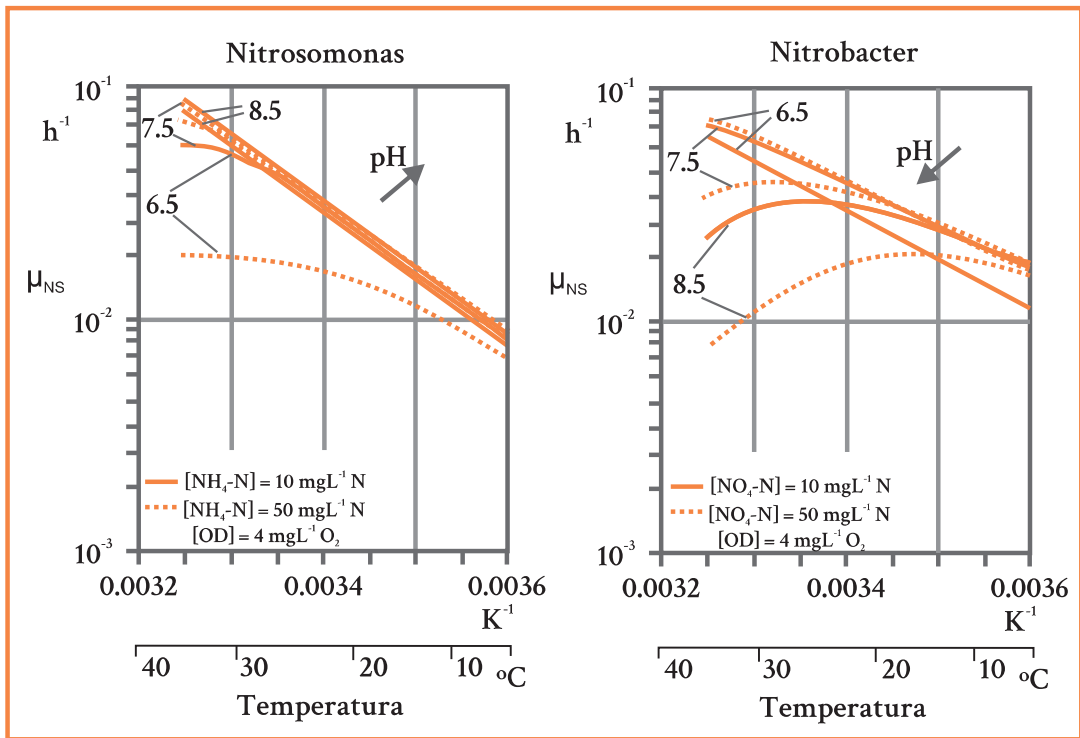 Nitrosomonas
10⁻¹
h⁻¹
8.5
7.5
pH
6.5
μNS
10⁻²
[NH₄-N] = 10 mgL⁻¹ N
[NH₄-N] = 50 mgL⁻¹ N
[OD] = 4 mgL⁻¹ O₂
10⁻³
0.0032 0.0034 0.0036
K⁻¹
40 30 20 10 ºC
Temperatura
Nitrobacter
10⁻¹
h⁻¹
6.5
7.5
pH
μNS
8.5
10⁻²
[NO₄-N] = 10 mgL⁻¹ N
[NO₄-N] = 50 mgL⁻¹ N
[OD] = 4 mgL⁻¹ O₂
10⁻³
0.0032 0.0034 0.0036
K⁻¹
40 30 20 10 ºC
Temperatura